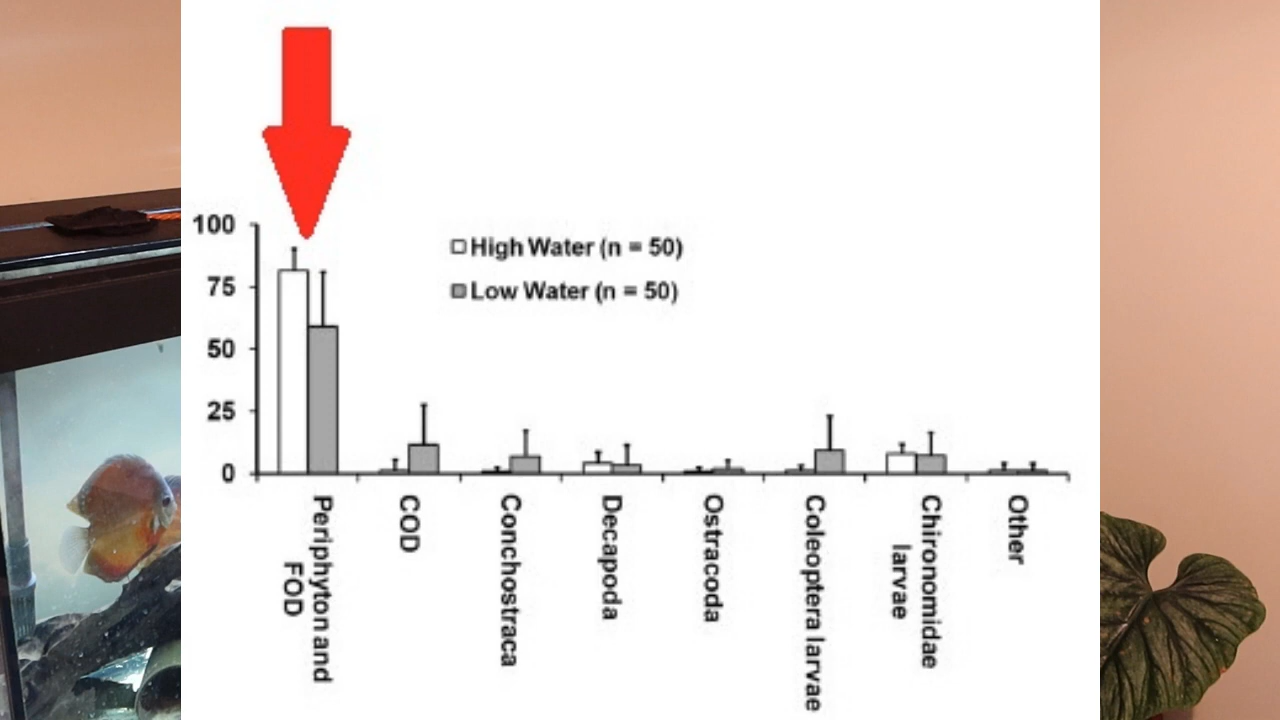 100
75
50
25
0
High Water (n = 50)
Low Water (n = 50)
Periphyton and
FOD
COD
Conchostraca
Decapoda
Ostracoda
Coleoptera larvae
Chironomidae
larvae
Other